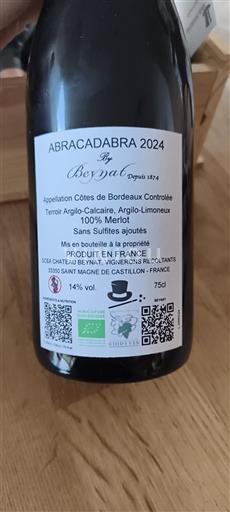 ABRACADABRA 2024
By
Beynat Depuis 1874
Appellation Côtes de Bordeaux Controlée
Terroir Argilo-Calcaire, Argilo-Limoneux
100% Merlot
Sans Sulfites ajoutés
Mis en bouteille à la propriété
PRODUIT EN FRANCE
SCEA CHATEAU BEYNAT, VIGNERONS RECOLTANTS
33350 SAINT MAGNE DE CASTILLON - FRANCE
14% vol.
75cl
BEYNAT